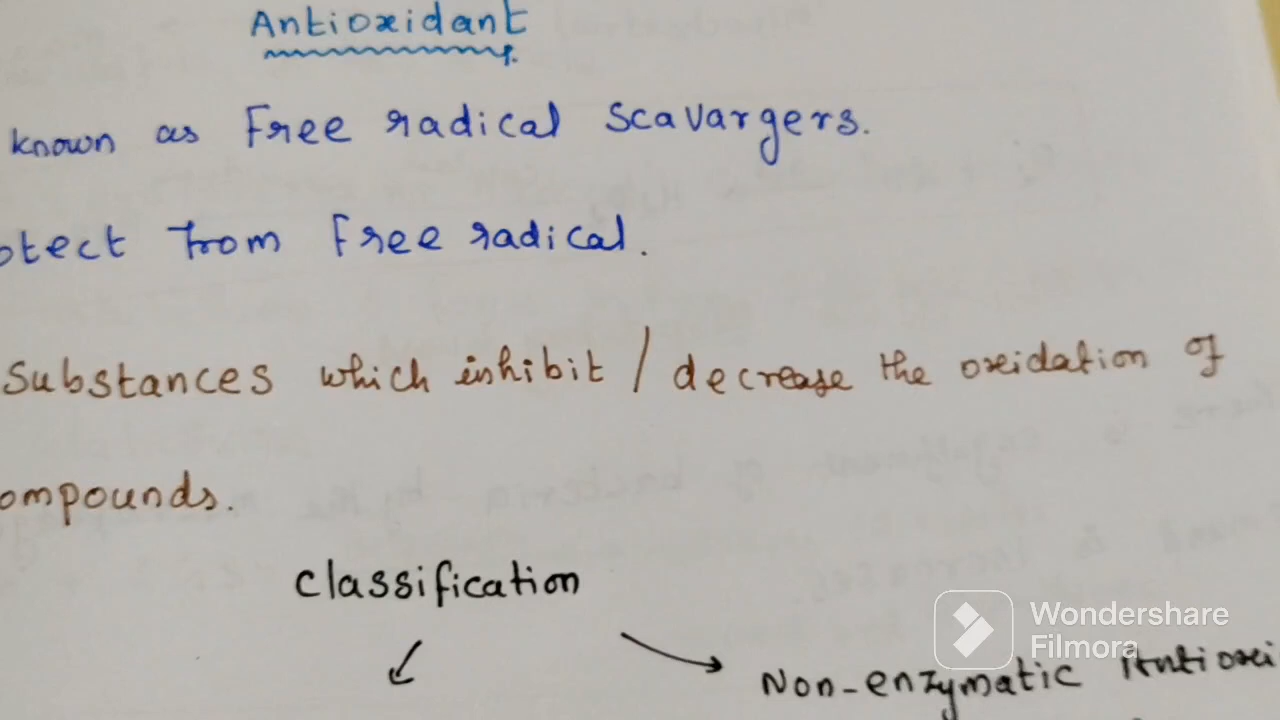 Antioxidant
known as Free radical scavargers.
otect from Free radical.
Substances which inhibit / decrease the oxidation of
ompounds.
classification
Non-enzymatic Antioxi
Wondershare
Filmora